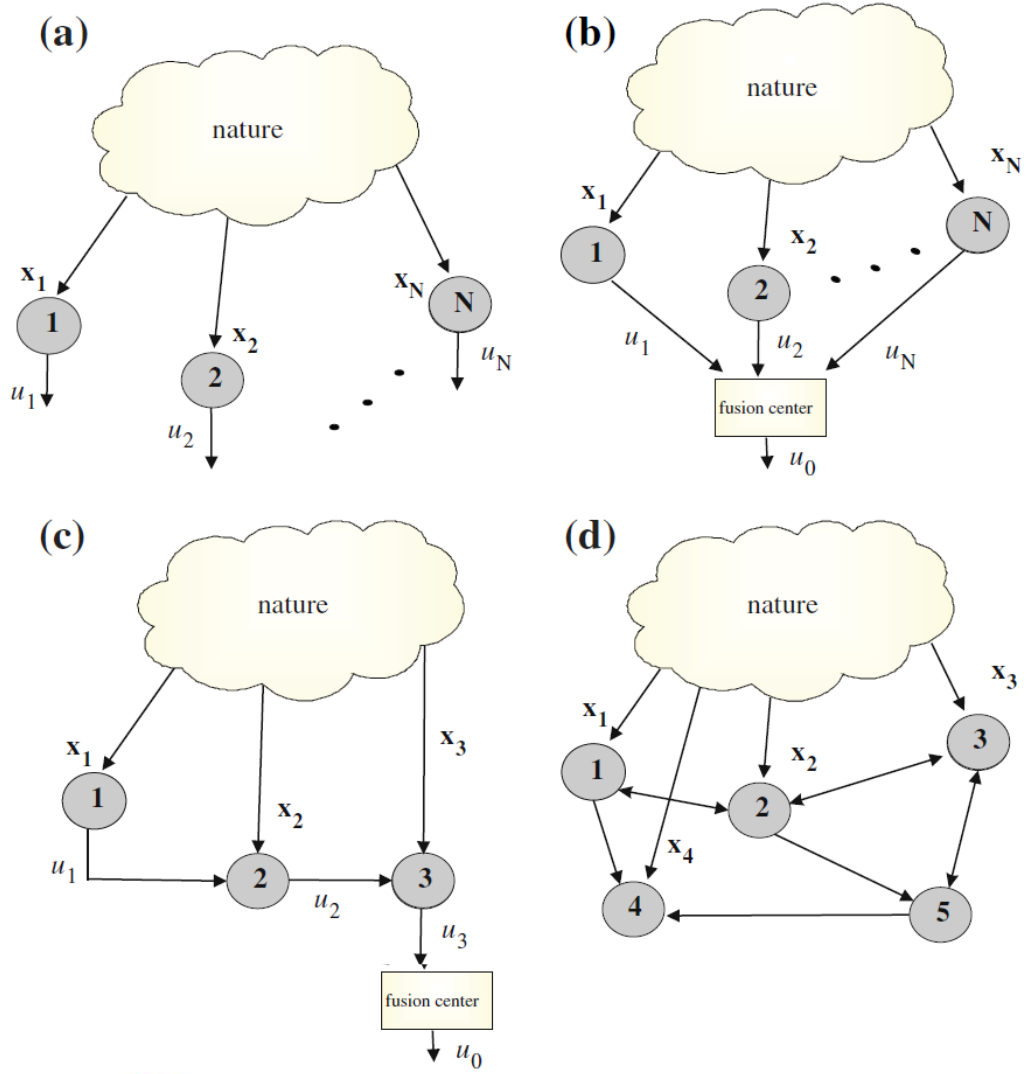 (a)
nature
x1
1
x2
2
xN
N
u1
u2
uN
(b)
nature
x1
1
x2
2
xN
N
u1
u2
uN
fusion center
u0
(c)
nature
x1
1
x2
x3
u1
2
u2
3
u3
fusion center
u0
(d)
nature
x1
1
x2
2
x3
3
x4
4
5